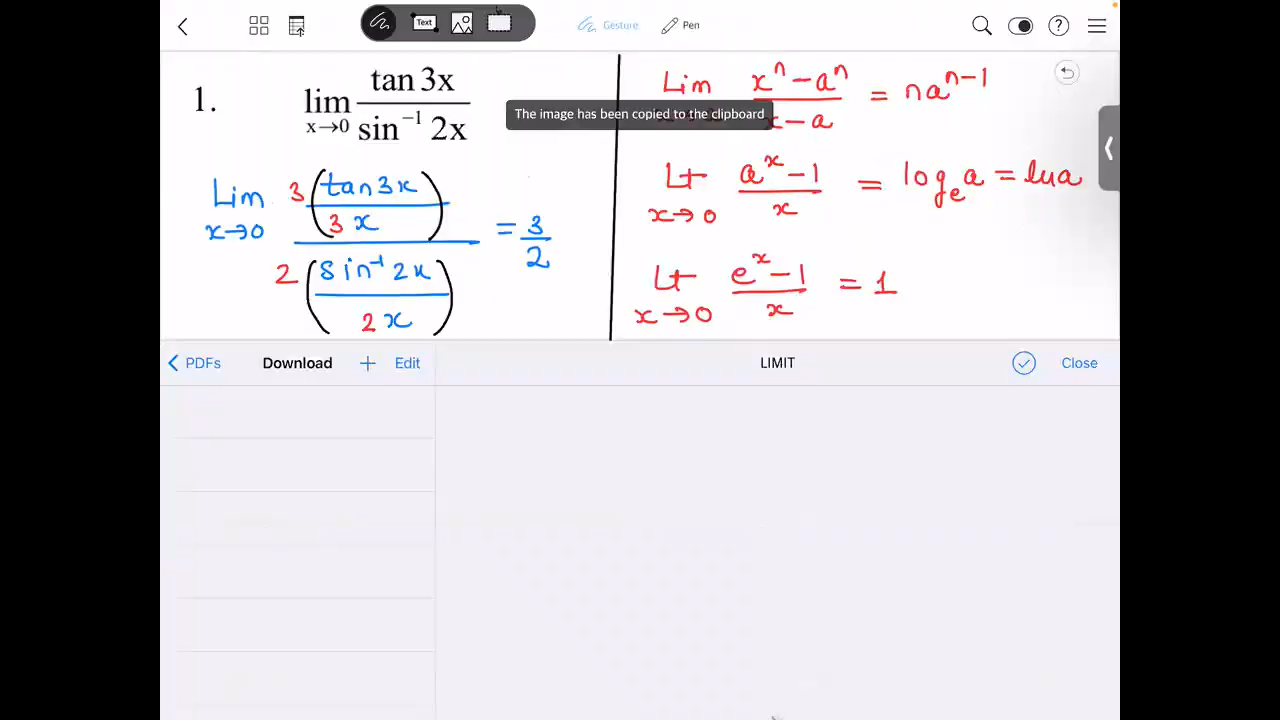 Text
Gesture
Pen
1.
lim tan 3x / sin⁻¹ 2x
x→0
The image has been copied to the clipboard
Lim 3 (tan 3x / 3x) / 2 (sin⁻¹ 2x / 2x) = 3/2
x→0
Lim xⁿ − aⁿ / x − a = naⁿ⁻¹
Lt aˣ − 1 / x = logₑa = lna
x→0
Lt eˣ − 1 / x = 1
x→0
PDFs
Download
+
Edit
LIMIT
Close